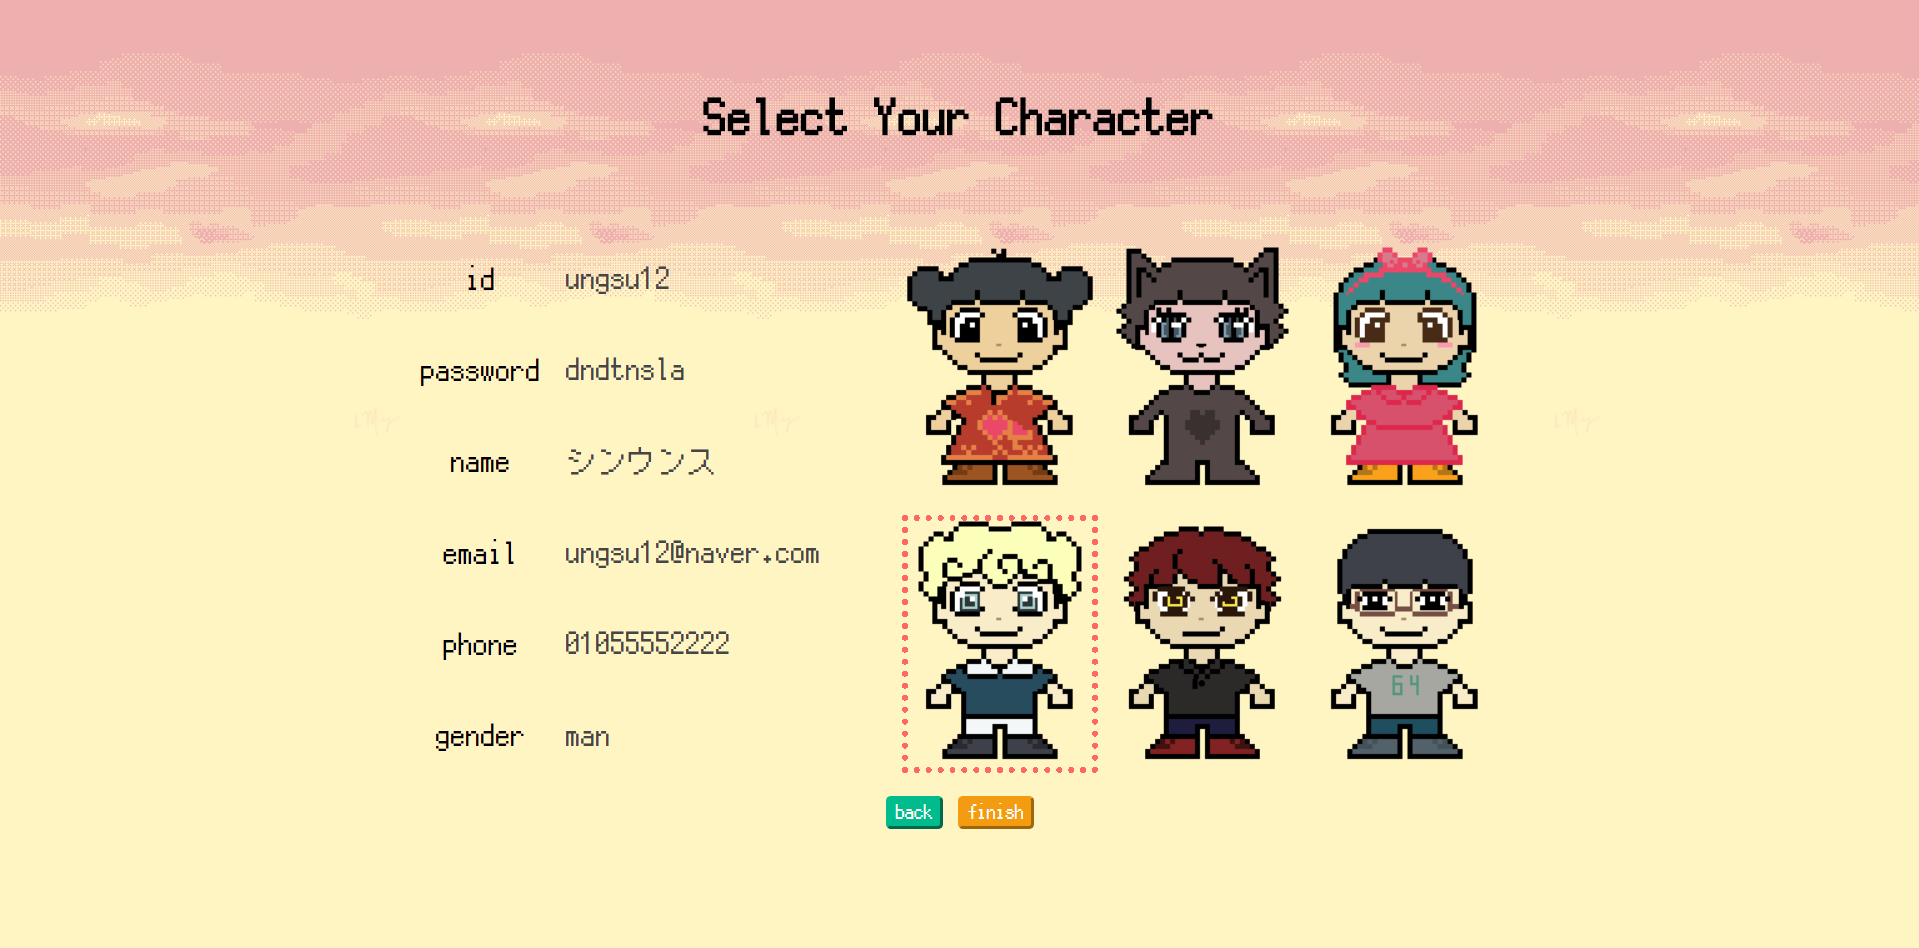 Select Your Character
id ungsu12
password dndtnsla
name シンウンス
email ungsu12@naver.com
phone 01055552222
gender man
64
back finish